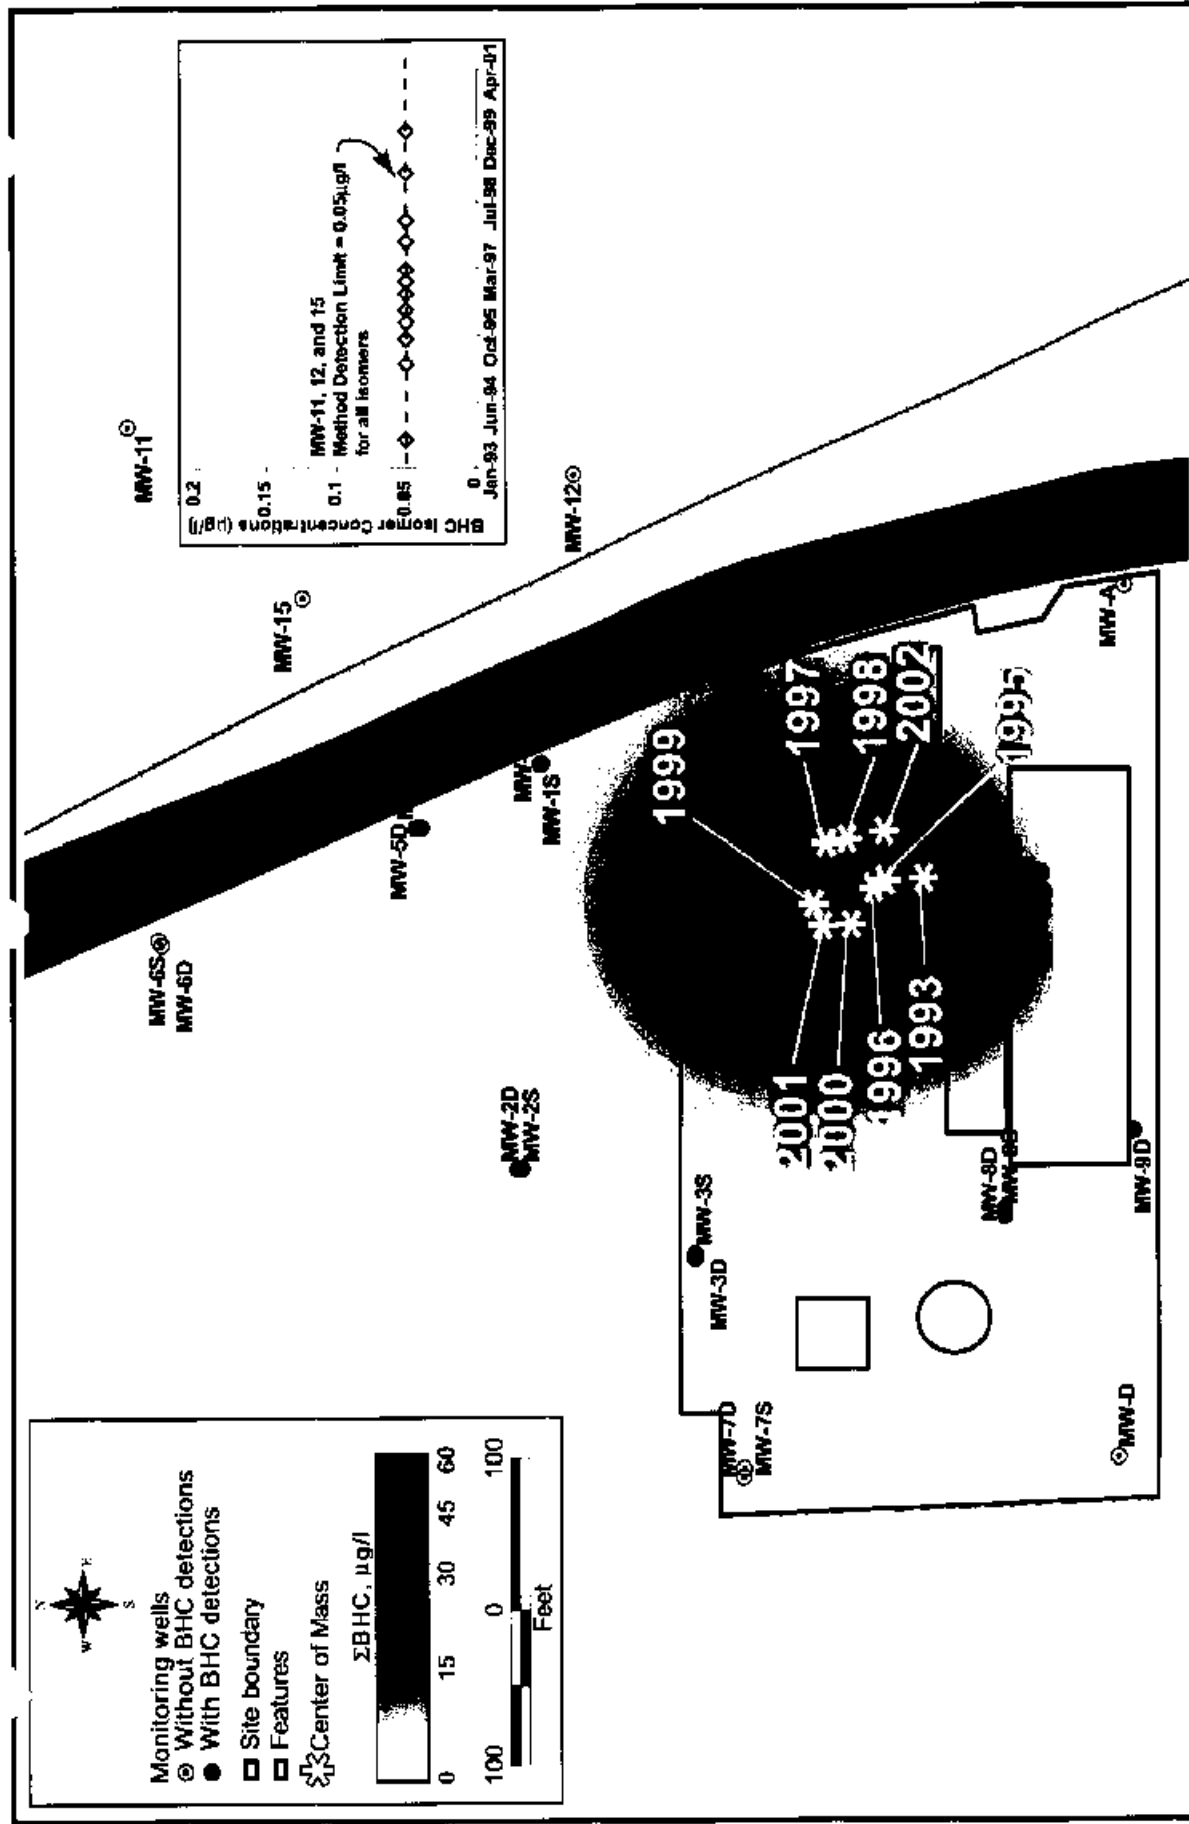 N
W
E
S
Monitoring wells
Without BHC detections
With BHC detections
Site boundary
Features
Center of Mass
ΣBHC, µg/l
0 15 30 45 60
100 0 100
Feet
MW-6S
MW-6D
MW-11
MW-15
MW-12
MW-5D
MW-
MW-1S
MW-2D
MW-2S
MW-3S
MW-3D
MW-7D
MW-7S
MW-8D
MW-9D
MW-D
MW-A
1999
1997
1998
2002
1995
2001
2000
1996
1993
BHC Isomer Concentrations (µg/l)
0.2
0.15
0.1
0.05
0
MW-11, 12, and 15
Method Detection Limit = 0.05µg/l
for all isomers
Jan-93 Jun-94 Oct-95 Mar-97 Jul-98 Dec-99 Apr-01